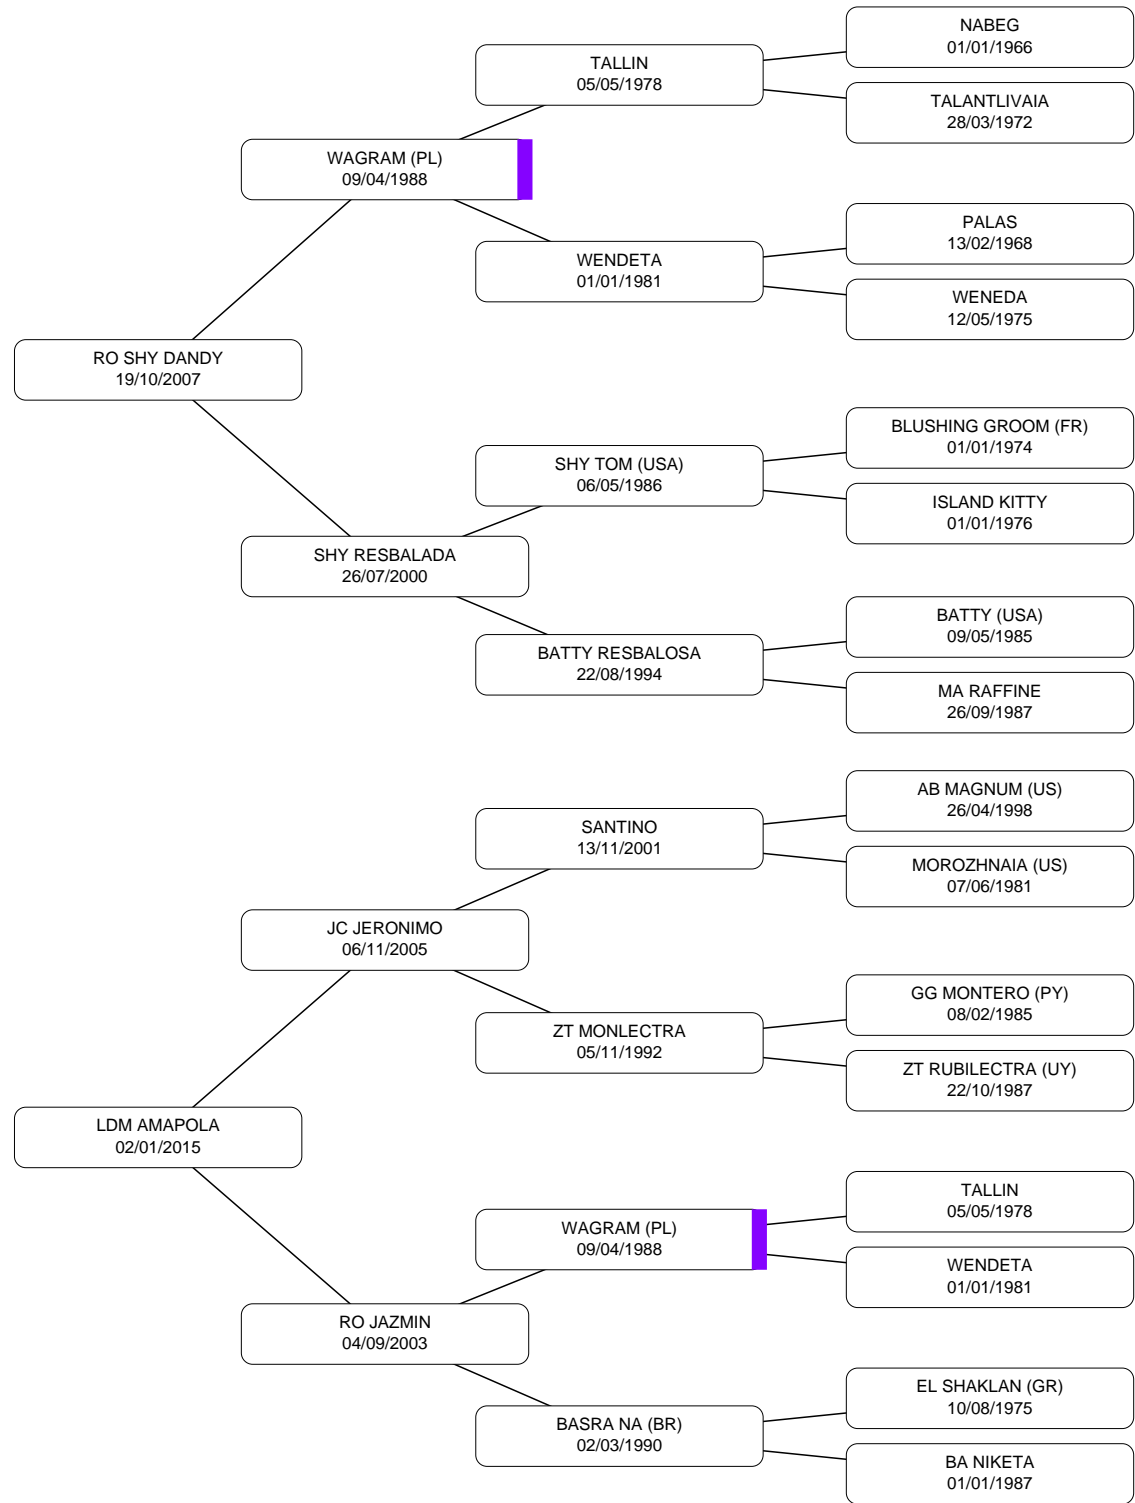 NABEG
01/01/1966
TALLIN
05/05/1978
TALANTLIVAIA
28/03/1972
WAGRAM (PL)
09/04/1988
PALAS
13/02/1968
WENDETA
01/01/1981
WENEDA
12/05/1975
RO SHY DANDY
19/10/2007
BLUSHING GROOM (FR)
01/01/1974
SHY TOM (USA)
06/05/1986
ISLAND KITTY
01/01/1976
SHY RESBALADA
26/07/2000
BATTY (USA)
09/05/1985
BATTY RESBALOSA
22/08/1994
MA RAFFINE
26/09/1987
AB MAGNUM (US)
26/04/1998
SANTINO
13/11/2001
MOROZHNAIA (US)
07/06/1981
JC JERONIMO
06/11/2005
GG MONTERO (PY)
08/02/1985
ZT MONLECTRA
05/11/1992
ZT RUBILECTRA (UY)
22/10/1987
LDM AMAPOLA
02/01/2015
TALLIN
05/05/1978
WAGRAM (PL)
09/04/1988
WENDETA
01/01/1981
RO JAZMIN
04/09/2003
EL SHAKLAN (GR)
10/08/1975
BASRA NA (BR)
02/03/1990
BA NIKETA
01/01/1987